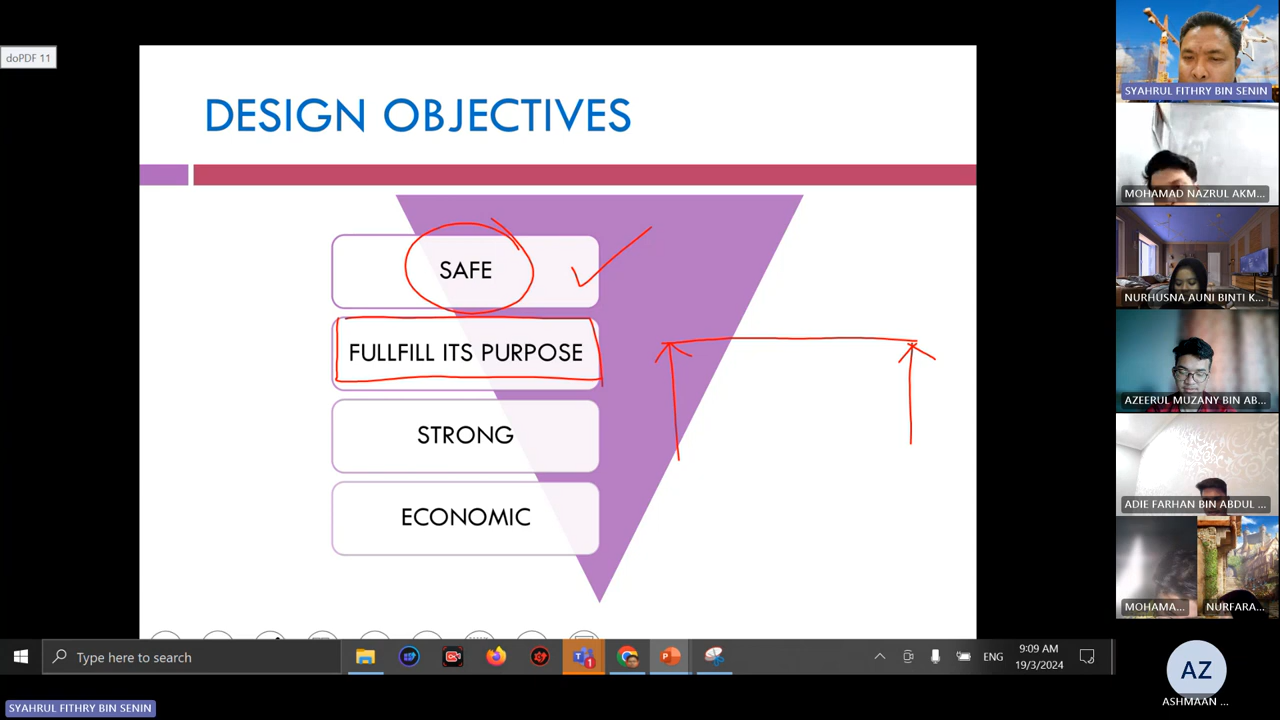 doPDF 11
DESIGN OBJECTIVES
SAFE
FULLFILL ITS PURPOSE
STRONG
ECONOMIC
SYAHRUL FITHRY BIN SENIN
MOHAMAD NAZRUL AKM...
NURHUSNA AUNI BINTI K...
AZEERUL MUZANY BIN AB...
ADIE FARHAN BIN ABDUL ...
MOHAMA...
NURFARA...
AZ
ASHMAAN ...
Type here to search
1
ENG
9:09 AM
19/3/2024
SYAHRUL FITHRY BIN SENIN